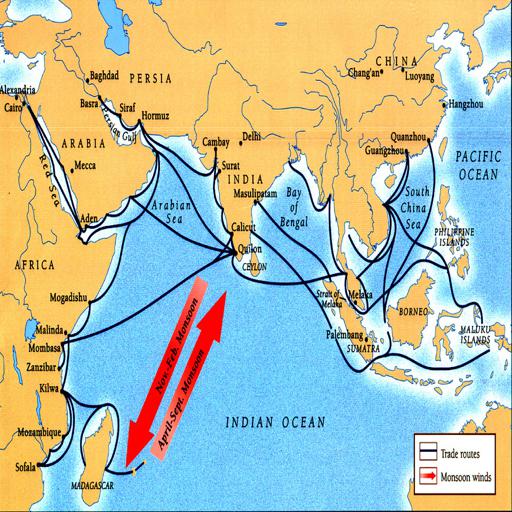 CHINA
Baghdad
PERSIA
Chang'an
Luoyang
Alexandria
Cairo
Basra
Siraf
Hormuz
Persian Gulf
Hangzhou
ARABIA
Delhi
Cambay
Quanzhou
Guangzhou
Red Sea
Mecca
Surat
INDIA
PACIFIC
OCEAN
Masulipatam
Bay
of
Bengal
South
China
Sea
Arabian
Sea
Aden
Calicut
PHILIPPINE
ISLANDS
Quilon
CEYLON
AFRICA
Mogadishu
Strait of
Melaka
Melaka
BORNEO
MALUKU
ISLANDS
Malinda
Mombasa
Palembang
SUMATRA
Zanzibar
Nov.-Feb. Monsoon
April-Sept. Monsoon
Kilwa
INDIAN OCEAN
Mozambique
Sofala
MADAGASCAR
Trade routes
Monsoon winds